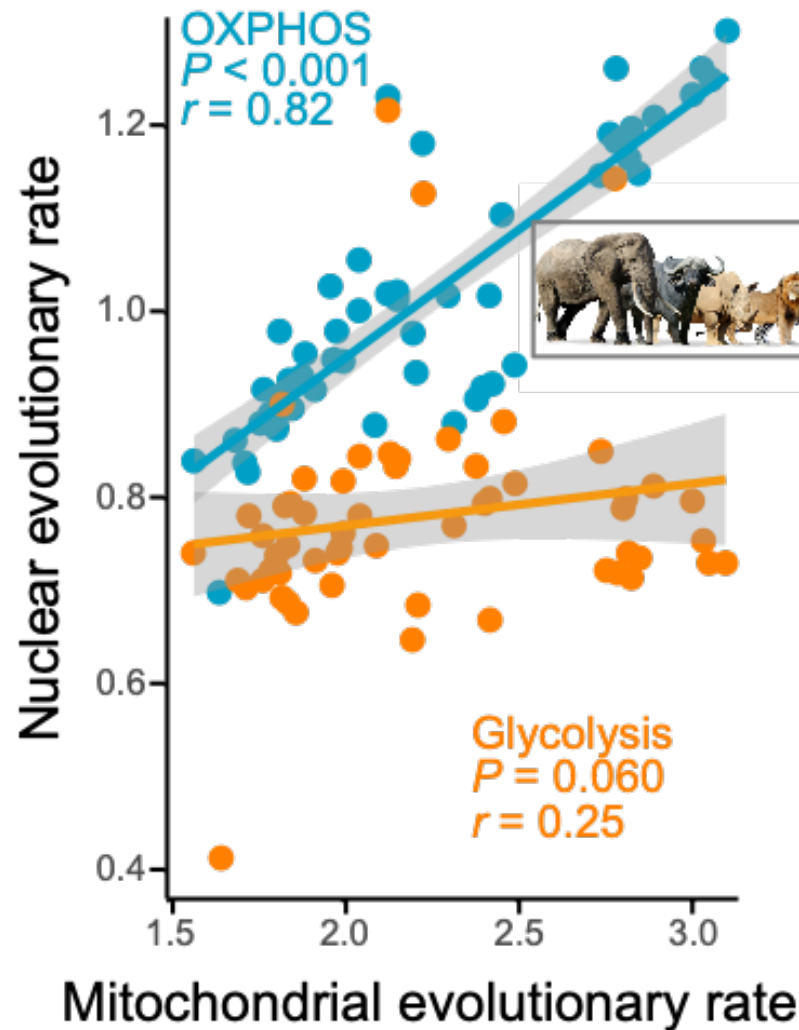 OXPHOS
P < 0.001
r = 0.82
Nuclear evolutionary rate
1.2
1.0
0.8
0.6
0.4
Glycolysis
P = 0.060
r = 0.25
1.5 2.0 2.5 3.0
Mitochondrial evolutionary rate